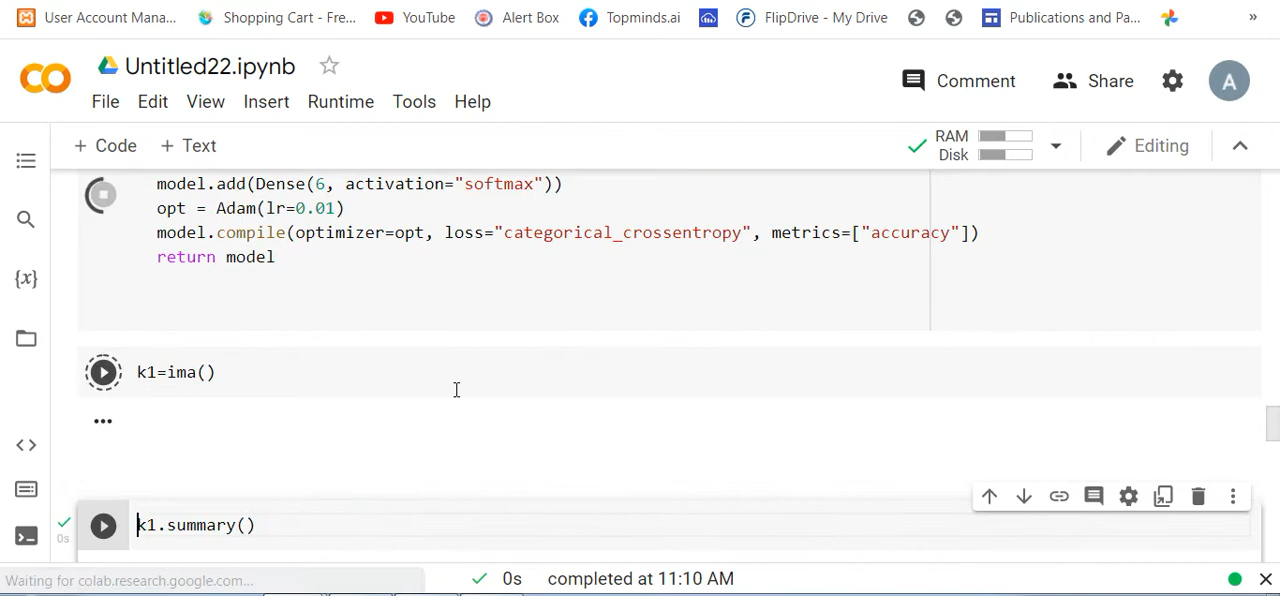 User Account Mana... Shopping Cart - Fre... YouTube Alert Box Topminds.ai FlipDrive - My Drive Publications and Pa... »
CO Untitled22.ipynb
Comment Share A
File Edit View Insert Runtime Tools Help
+ Code + Text
RAM
Disk
Editing
model.add(Dense(6, activation="softmax"))
opt = Adam(lr=0.01)
model.compile(optimizer=opt, loss="categorical_crossentropy", metrics=["accuracy"])
return model
{x}
k1=ima()
...
k1.summary()
0s
Waiting for colab.research.google.com...
0s completed at 11:10 AM